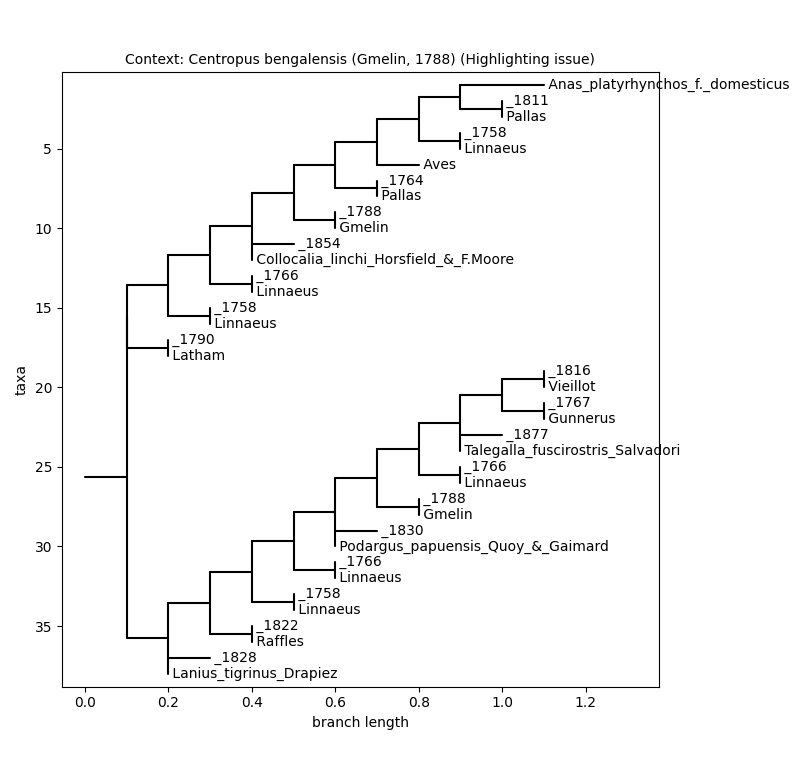 Context: Centropus bengalensis (Gmelin, 1788) (Highlighting issue)
Anas_platyrhynchos_f._domesticus
_1811
Pallas
_1758
Linnaeus
Aves
_1764
Pallas
_1788
Gmelin
_1854
Collocalia_linchi_Horsfield_&_F.Moore
_1766
Linnaeus
_1758
Linnaeus
_1790
Latham
_1816
Vieillot
_1767
Gunnerus
_1877
Talegalla_fuscirostris_Salvadori
_1766
Linnaeus
_1788
Gmelin
_1830
Podargus_papuensis_Quoy_&_Gaimard
_1766
Linnaeus
_1758
Linnaeus
_1822
Raffles
_1828
Lanius_tigrinus_Drapiez
5
10
15
20
25
30
35
taxa
0.0 0.2 0.4 0.6 0.8 1.0 1.2
branch length